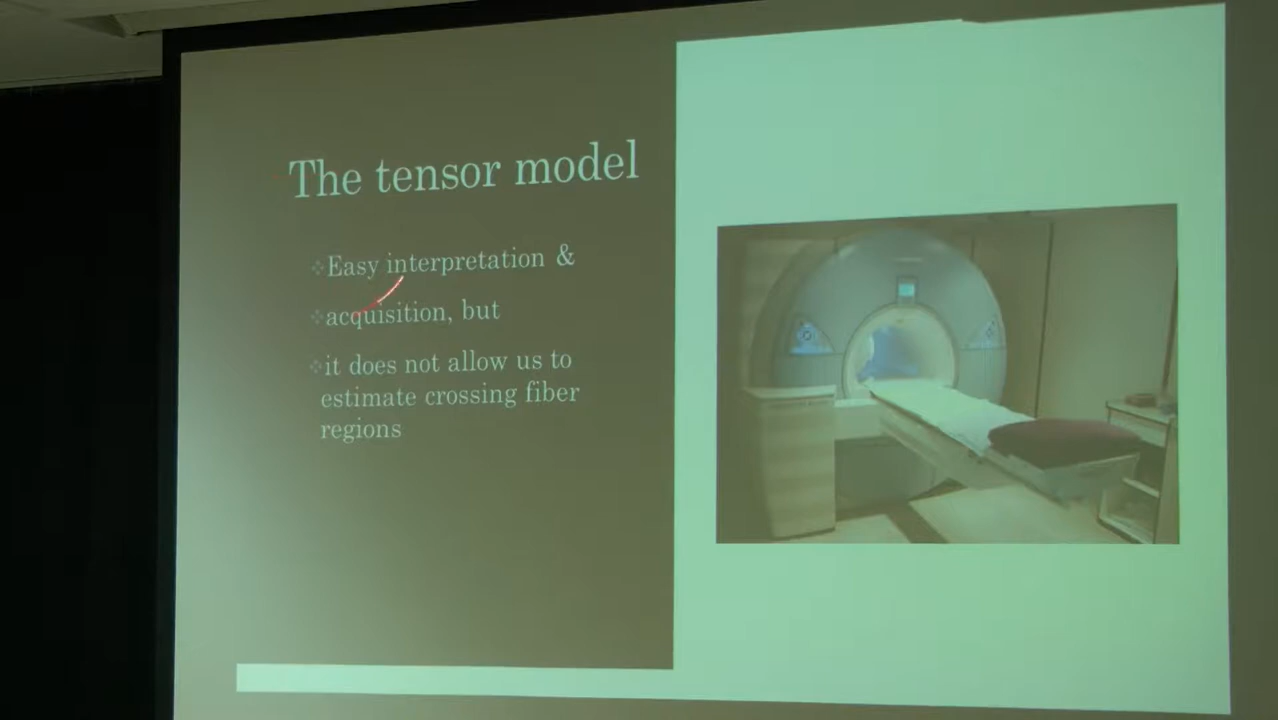 The tensor model
Easy interpretation &
acquisition, but
it does not allow us to
estimate crossing fiber
regions